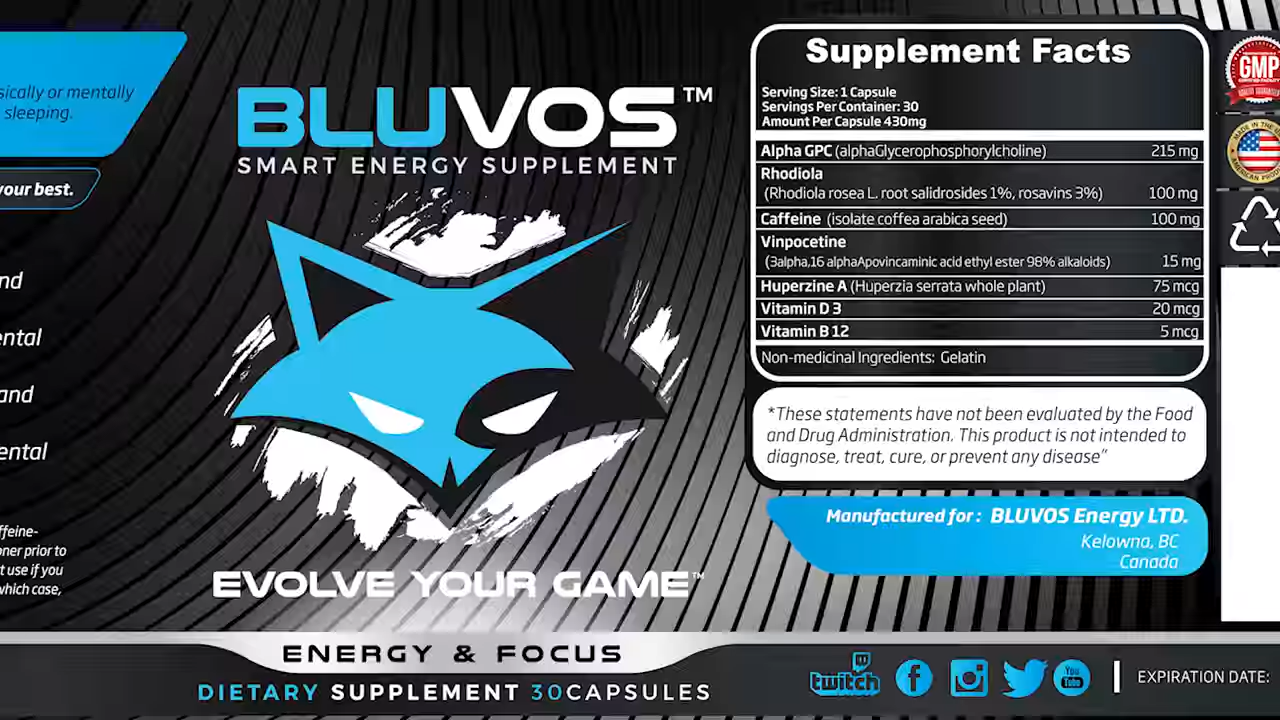 sically or mentally
sleeping.
your best.
nd
ental
and
ental
ffeine-
oner prior to
t use if you
which case,
BLUVOS™
SMART ENERGY SUPPLEMENT
EVOLVE YOUR GAME™
ENERGY & FOCUS
DIETARY SUPPLEMENT 30CAPSULES
Supplement Facts
Serving Size: 1 Capsule
Servings Per Container: 30
Amount Per Capsule 430mg
Alpha GPC (alphaGlycerophosphorylcholine) 215 mg
Rhodiola
(Rhodiola rosea L. root salidrosides 1%, rosavins 3%) 100 mg
Caffeine (isolate coffea arabica seed) 100 mg
Vinpocetine
(3alpha,16 alphaApovincaminic acid ethyl ester 98% alkaloids) 15 mg
Huperzine A (Huperzia serrata whole plant) 75 mcg
Vitamin D 3 20 mcg
Vitamin B 12 5 mcg
Non-medicinal Ingredients: Gelatin
*These statements have not been evaluated by the Food
and Drug Administration. This product is not intended to
diagnose, treat, cure, or prevent any disease”
Manufactured for : BLUVOS Energy LTD.
Kelowna, BC
Canada
GMP
MADE IN THE
AMERICAN
twitch
You
Tube
EXPIRATION DATE: